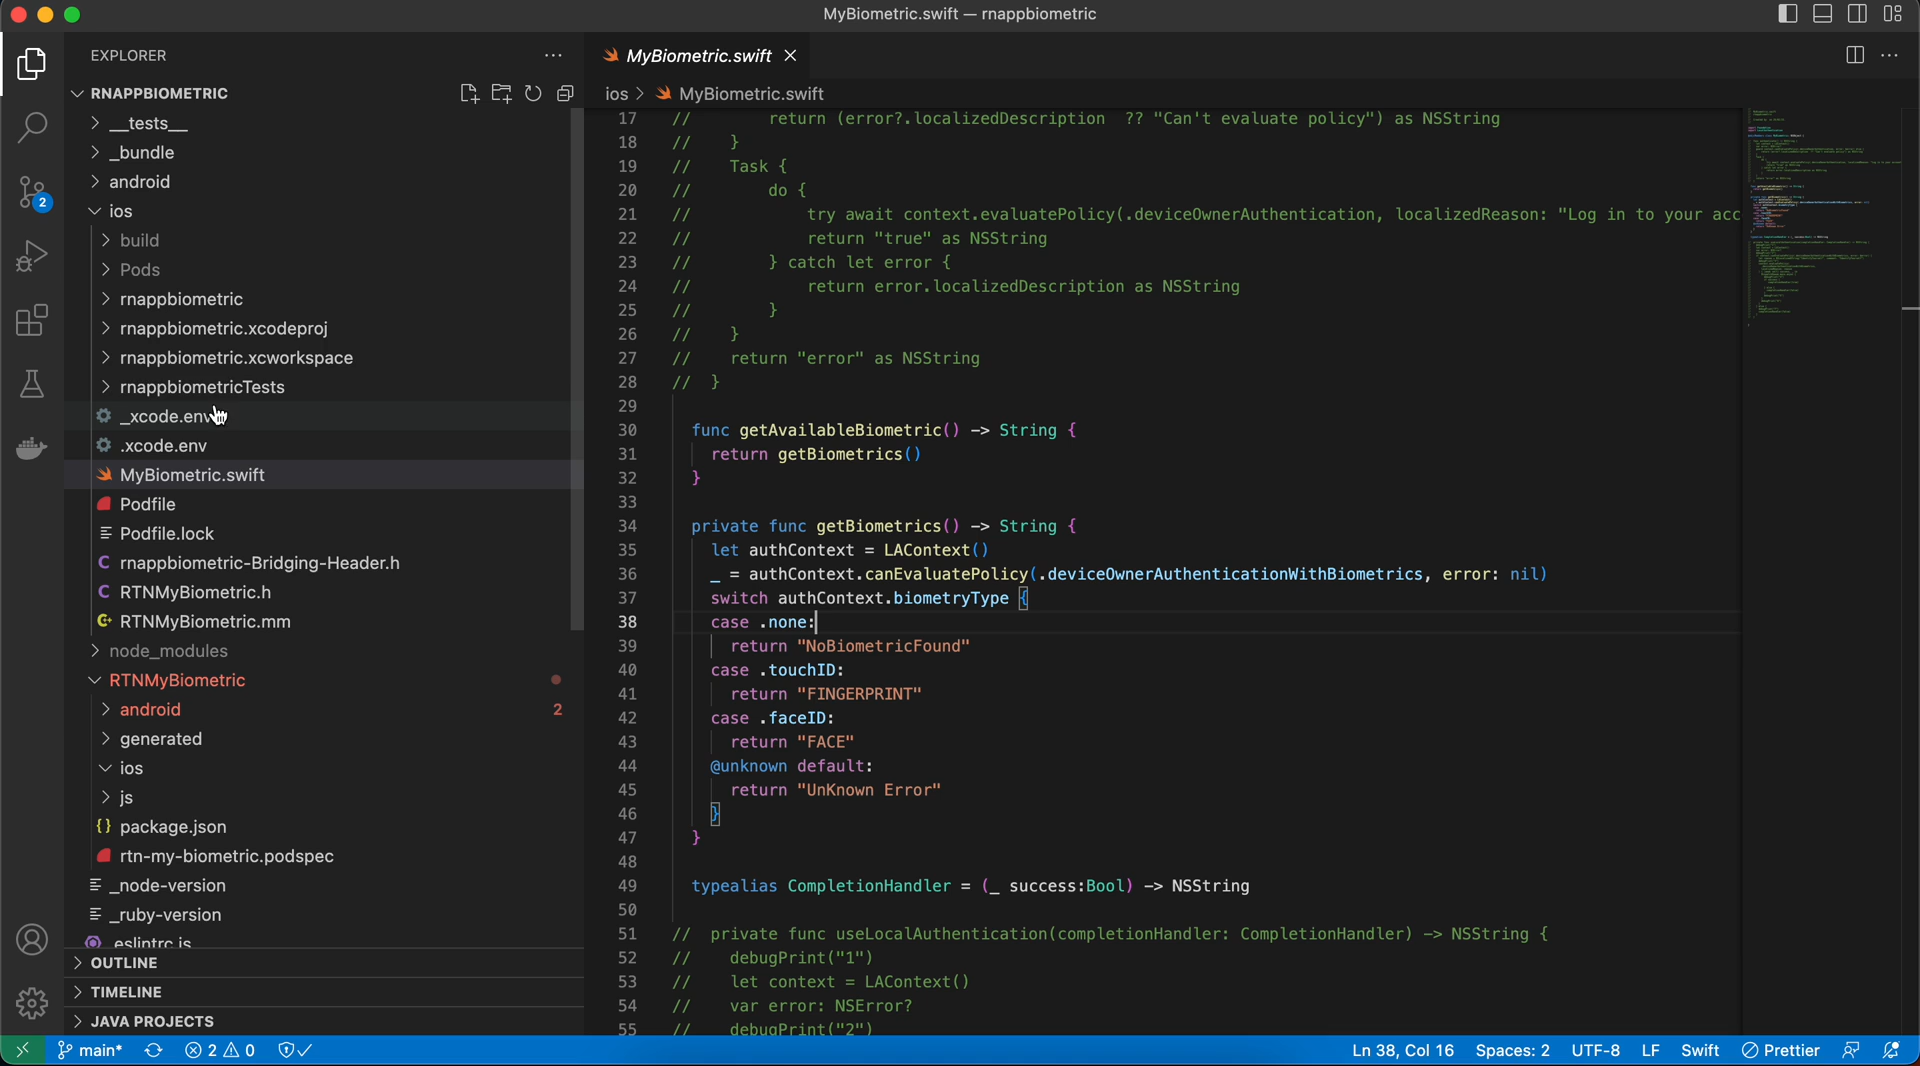 MyBiometric.swift — rnappbiometric
EXPLORER
RNAPPBIOMETRIC
__tests__
_bundle
android
ios
build
Pods
rnappbiometric
rnappbiometric.xcodeproj
rnappbiometric.xcworkspace
rnappbiometricTests
_xcode.env
.xcode.env
MyBiometric.swift
Podfile
Podfile.lock
rnappbiometric-Bridging-Header.h
RTNMyBiometric.h
RTNMyBiometric.mm
node_modules
RTNMyBiometric
android 2
generated
ios
js
package.json
rtn-my-biometric.podspec
_node-version
_ruby-version
eslintrc.js
OUTLINE
TIMELINE
JAVA PROJECTS
2
MyBiometric.swift
ios > MyBiometric.swift
17 // return (error?.localizedDescription ?? "Can't evaluate policy") as NSString
18 // }
19 // Task {
20 // do {
21 // try await context.evaluatePolicy(.deviceOwnerAuthentication, localizedReason: "Log in to your acc
22 // return "true" as NSString
23 // } catch let error {
24 // return error.localizedDescription as NSString
25 // }
26 // }
27 // return "error" as NSString
28 // }
29
30 func getAvailableBiometric() -> String {
31 return getBiometrics()
32 }
33
34 private func getBiometrics() -> String {
35 let authContext = LAContext()
36 _ = authContext.canEvaluatePolicy(.deviceOwnerAuthenticationWithBiometrics, error: nil)
37 switch authContext.biometryType {
38 case .none:
39 return "NoBiometricFound"
40 case .touchID:
41 return "FINGERPRINT"
42 case .faceID:
43 return "FACE"
44 @unknown default:
45 return "UnKnown Error"
46 }
47 }
48
49 typealias CompletionHandler = (_ success:Bool) -> NSString
50
51 // private func useLocalAuthentication(completionHandler: CompletionHandler) -> NSString {
52 // debugPrint("1")
53 // let context = LAContext()
54 // var error: NSError?
55 // debugPrint("2")
main* 2 0 Ln 38, Col 16 Spaces: 2 UTF-8 LF Swift Prettier